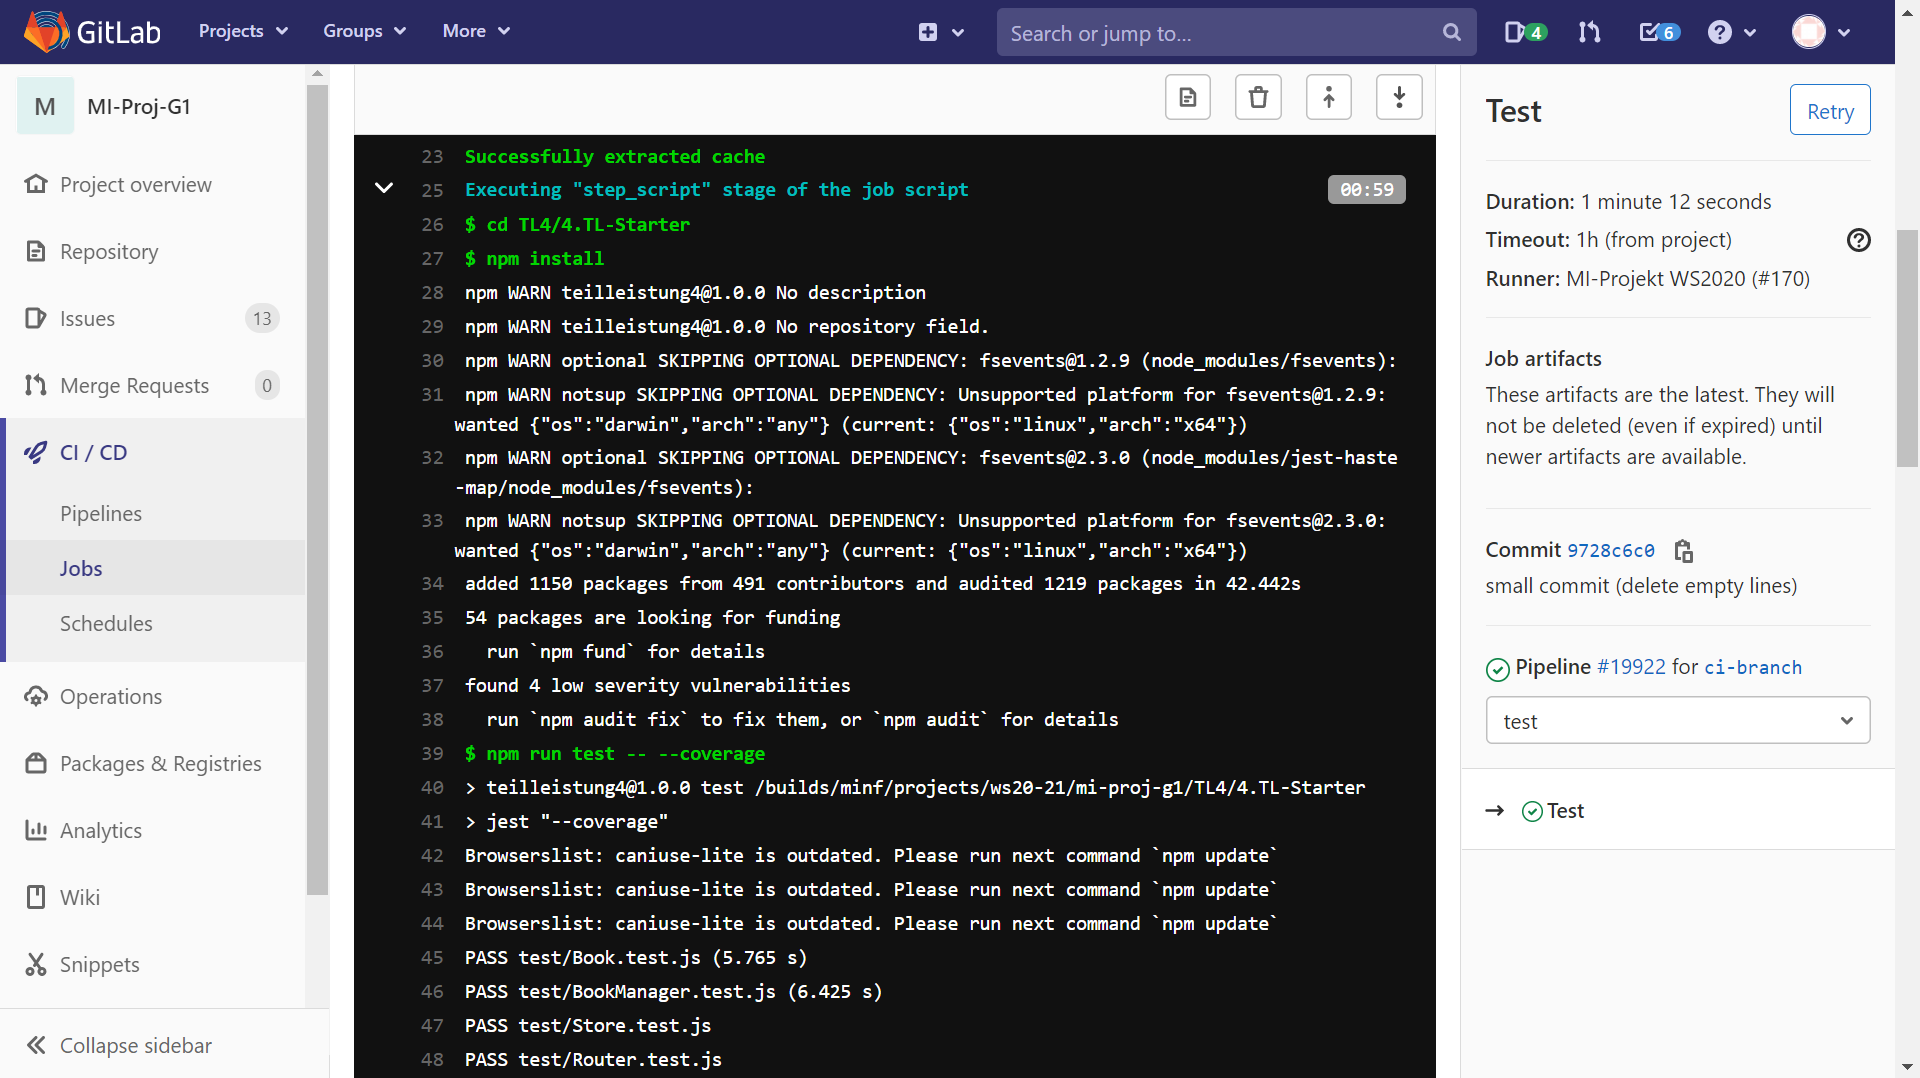 GitLab
Projects
Groups
More
Search or jump to...
4
6
M
MI-Proj-G1
Project overview
Repository
Issues
13
Merge Requests
0
CI / CD
Pipelines
Jobs
Schedules
Operations
Packages & Registries
Analytics
Wiki
Snippets
Collapse sidebar
23 Successfully extracted cache
25 Executing "step_script" stage of the job script
00:59
26 $ cd TL4/4.TL-Starter
27 $ npm install
28 npm WARN teilleistung4@1.0.0 No description
29 npm WARN teilleistung4@1.0.0 No repository field.
30 npm WARN optional SKIPPING OPTIONAL DEPENDENCY: fsevents@1.2.9 (node_modules/fsevents):
31 npm WARN notsup SKIPPING OPTIONAL DEPENDENCY: Unsupported platform for fsevents@1.2.9:
wanted {"os":"darwin","arch":"any"} (current: {"os":"linux","arch":"x64"})
32 npm WARN optional SKIPPING OPTIONAL DEPENDENCY: fsevents@2.3.0 (node_modules/jest-haste
-map/node_modules/fsevents):
33 npm WARN notsup SKIPPING OPTIONAL DEPENDENCY: Unsupported platform for fsevents@2.3.0:
wanted {"os":"darwin","arch":"any"} (current: {"os":"linux","arch":"x64"})
34 added 1150 packages from 491 contributors and audited 1219 packages in 42.442s
35 54 packages are looking for funding
36 run `npm fund` for details
37 found 4 low severity vulnerabilities
38 run `npm audit fix` to fix them, or `npm audit` for details
39 $ npm run test -- --coverage
40 > teilleistung4@1.0.0 test /builds/minf/projects/ws20-21/mi-proj-g1/TL4/4.TL-Starter
41 > jest "--coverage"
42 Browserslist: caniuse-lite is outdated. Please run next command `npm update`
43 Browserslist: caniuse-lite is outdated. Please run next command `npm update`
44 Browserslist: caniuse-lite is outdated. Please run next command `npm update`
45 PASS test/Book.test.js (5.765 s)
46 PASS test/BookManager.test.js (6.425 s)
47 PASS test/Store.test.js
48 PASS test/Router.test.js
Test
Retry
Duration: 1 minute 12 seconds
Timeout: 1h (from project)
Runner: MI-Projekt WS2020 (#170)
Job artifacts
These artifacts are the latest. They will
not be deleted (even if expired) until
newer artifacts are available.
Commit 9728c6c0
small commit (delete empty lines)
Pipeline #19922 for ci-branch
test
→ Test